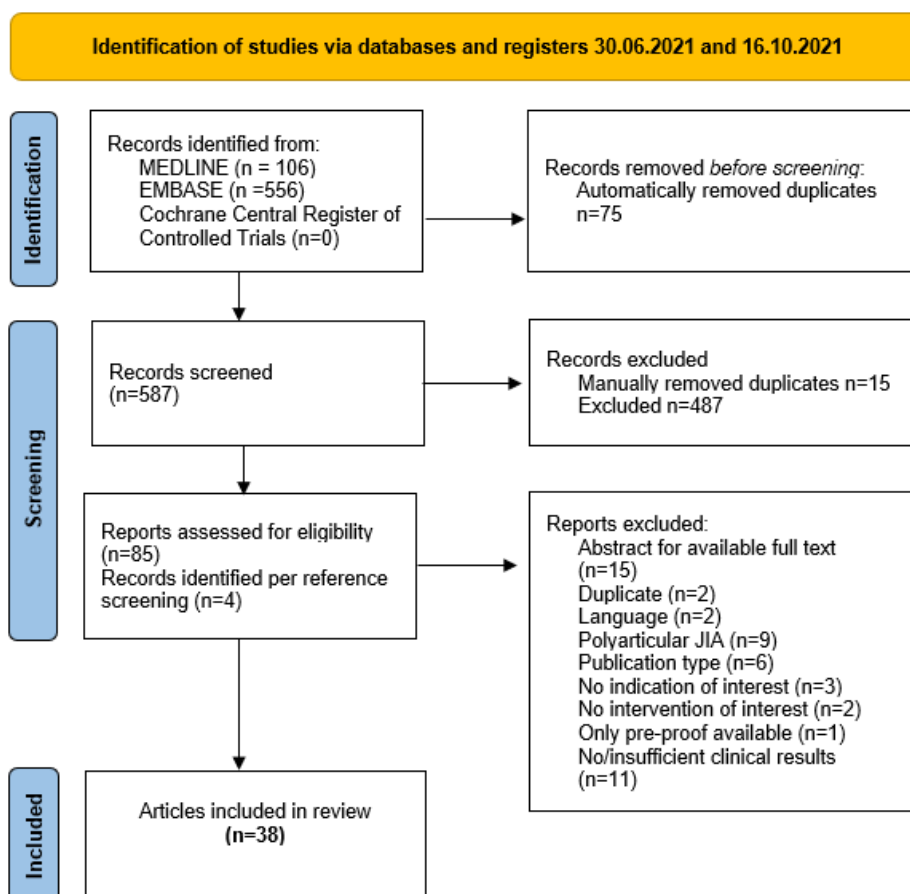 Identification of studies via databases and registers 30.06.2021 and 16.10.2021
Identification
Records identified from:
MEDLINE (n = 106)
EMBASE (n =556)
Cochrane Central Register of
Controlled Trials (n=0)
Records removed before screening:
Automatically removed duplicates
n=75
Screening
Records screened
(n=587)
Records excluded
Manually removed duplicates n=15
Excluded n=487
Reports assessed for eligibility
(n=85)
Records identified per reference
screening (n=4)
Reports excluded:
Abstract for available full text
(n=15)
Duplicate (n=2)
Language (n=2)
Polyarticular JIA (n=9)
Publication type (n=6)
No indication of interest (n=3)
No intervention of interest (n=2)
Only pre-proof available (n=1)
No/insufficient clinical results
(n=11)
Included
Articles included in review
(n=38)